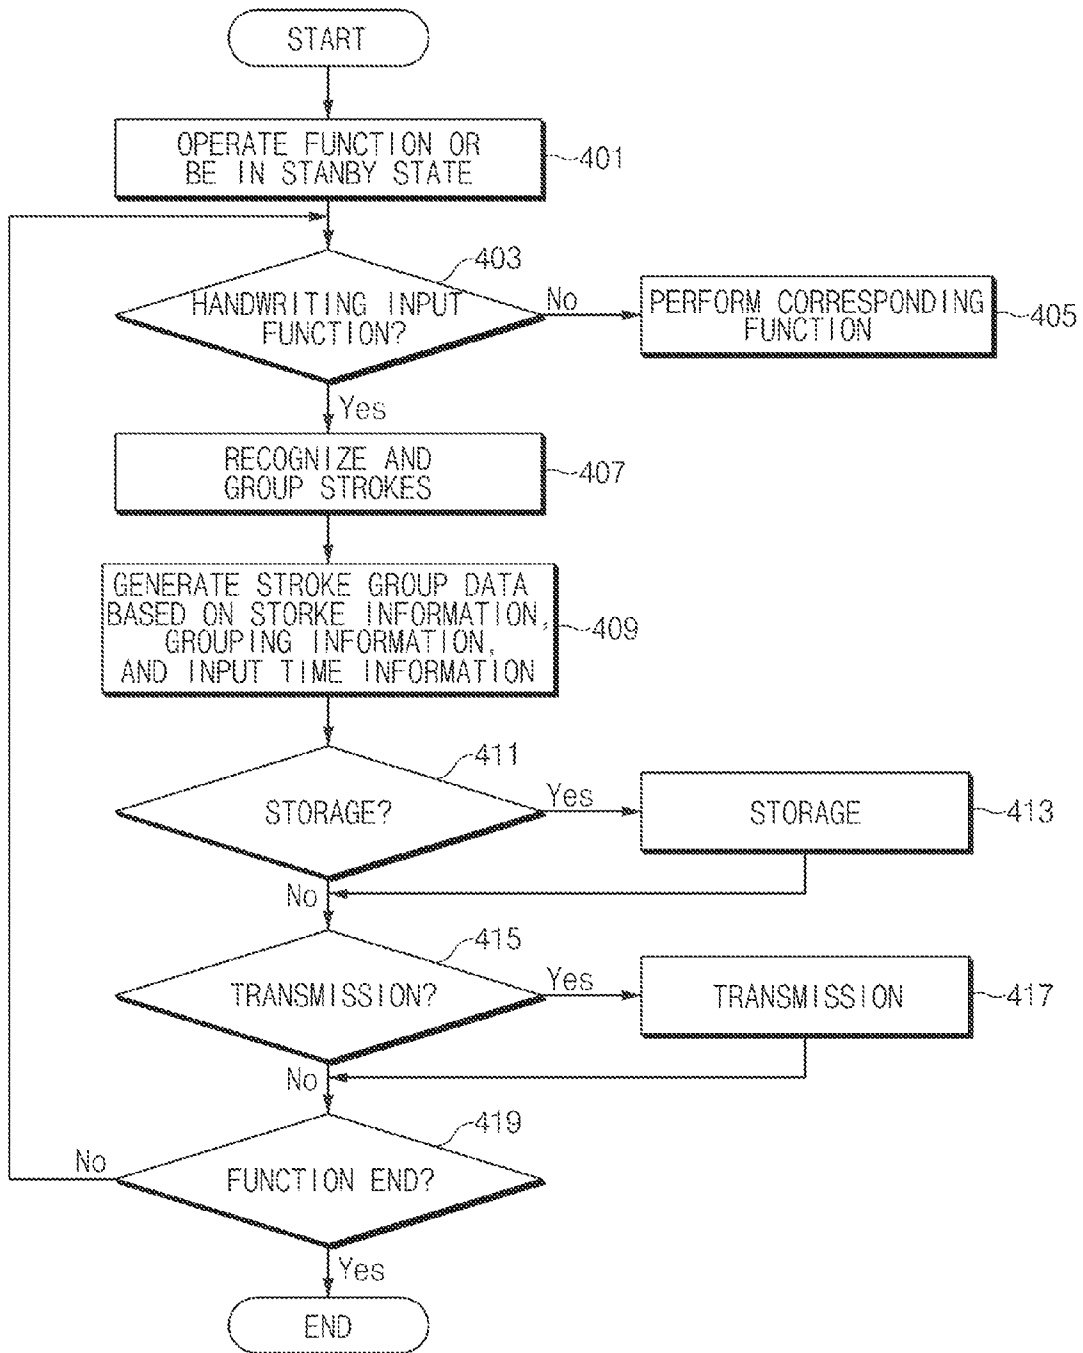 START
OPERATE FUNCTION OR
BE IN STANBY STATE
401
403
HANDWRITING INPUT
FUNCTION?
No
PERFORM CORRESPONDING
FUNCTION
405
Yes
RECOGNIZE AND
GROUP STROKES
407
GENERATE STROKE GROUP DATA
BASED ON STORKE INFORMATION,
GROUPING INFORMATION,
AND INPUT TIME INFORMATION
409
411
STORAGE?
Yes
STORAGE
413
No
415
TRANSMISSION?
Yes
TRANSMISSION
417
No
419
FUNCTION END?
No
Yes
END